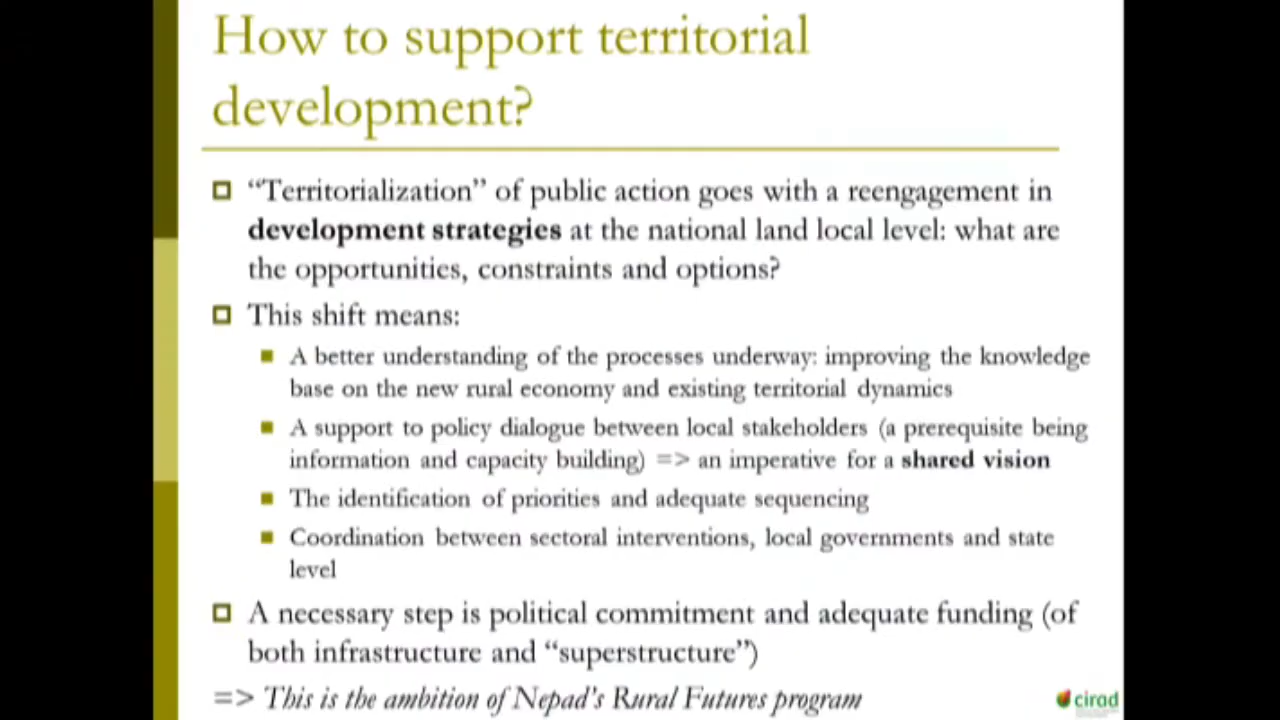 How to support territorial
development?
“Territorialization” of public action goes with a reengagement in
development strategies at the national land local level: what are
the opportunities, constraints and options?
This shift means:
A better understanding of the processes underway: improving the knowledge
base on the new rural economy and existing territorial dynamics
A support to policy dialogue between local stakeholders (a prerequisite being
information and capacity building) => an imperative for a shared vision
The identification of priorities and adequate sequencing
Coordination between sectoral interventions, local governments and state
level
A necessary step is political commitment and adequate funding (of
both infrastructure and “superstructure”)
=> This is the ambition of Nepad’s Rural Futures program
cirad